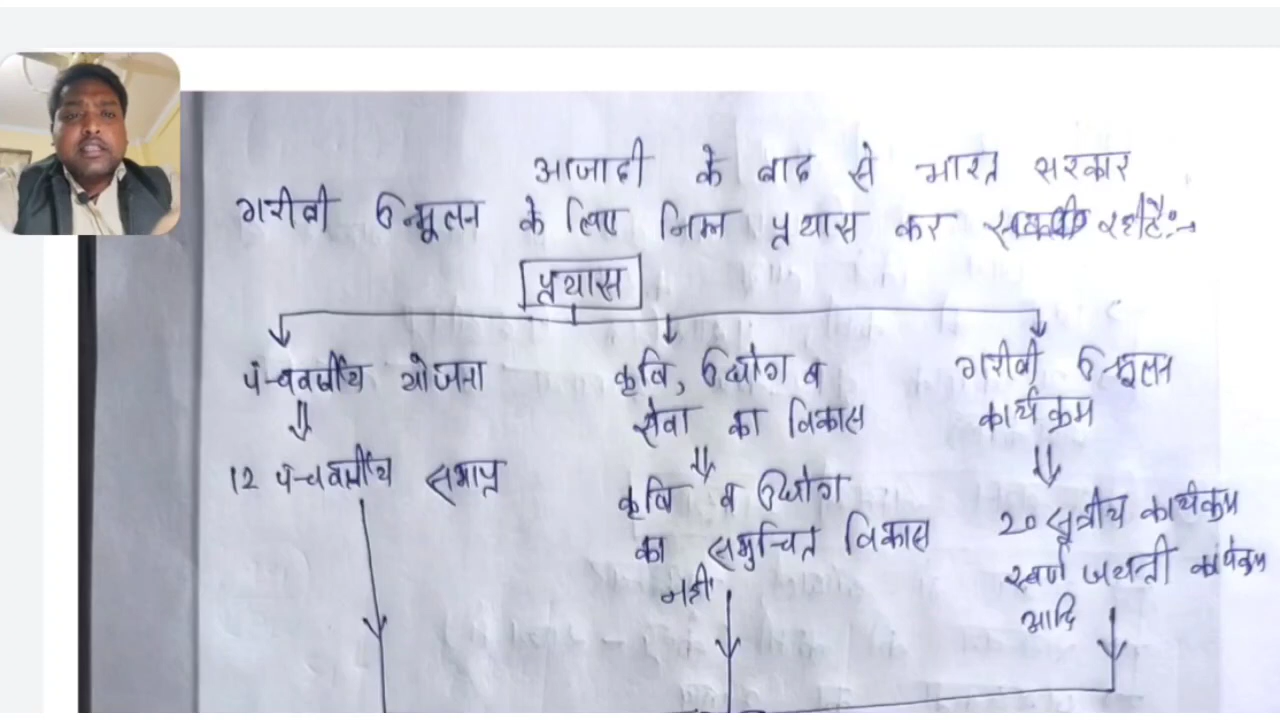 आजादी के बाद से भारत सरकार
गरीबी उन्मूलन के लिए निम्न प्रयास कर रही है:-
प्रयास
पंचवर्षीय योजना
कृषि, उद्योग व
सेवा का विकास
गरीबी उन्मूलन
कार्यक्रम
12 पंचवर्षीय समाप्त
कृषि व उद्योग
का समुचित विकास
नहीं
20 सूत्रीय कार्यक्रम
स्वर्ण जयन्ती कार्यक्रम
आदि